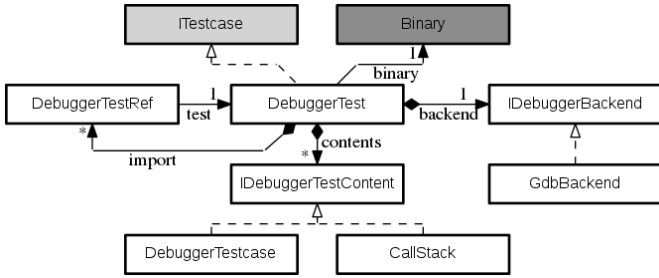 ITestcase
Binary
1
binary
DebuggerTestRef
1
test
DebuggerTest
1
backend
IDebuggerBackend
*
import
contents
*
IDebuggerTestContent
GdbBackend
DebuggerTestcase
CallStack